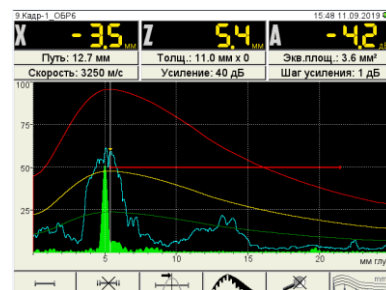 9.Кадр-1_ОБР6 15:48 11.09.2019
X - 3.5 мм Z 5.4 мм A - 4.2 дБ
Путь: 12.7 мм Толщ.: 11.0 мм x 0 Экв.площ.: 3.6 мм²
Скорость: 3250 м/с Усиление: 40 дБ Шаг усиления: 1 дБ
100
75
50
25
5 10 15 20 мм глу